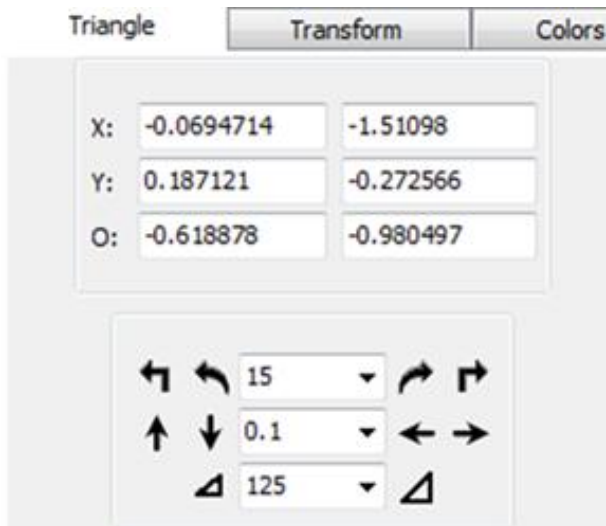 Triangle Transform Colors
X: -0.0694714 -1.51098
Y: 0.187121 -0.272566
O: -0.618878 -0.980497
15
0.1
125